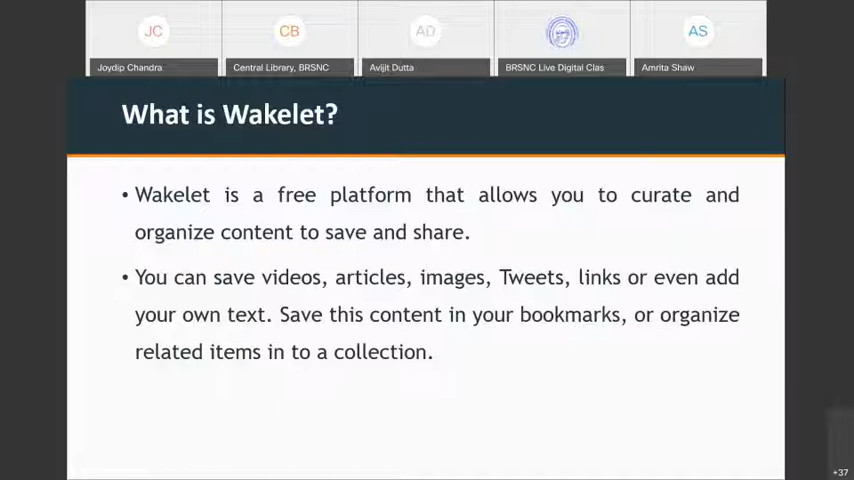 JC CB AD AS
Joydip Chandra Central Library, BRSNC Avijit Dutta BRSNC Live Digital Clas Amrita Shaw
What is Wakelet?
• Wakelet is a free platform that allows you to curate and
organize content to save and share.
• You can save videos, articles, images, Tweets, links or even add
your own text. Save this content in your bookmarks, or organize
related items in to a collection.
+37